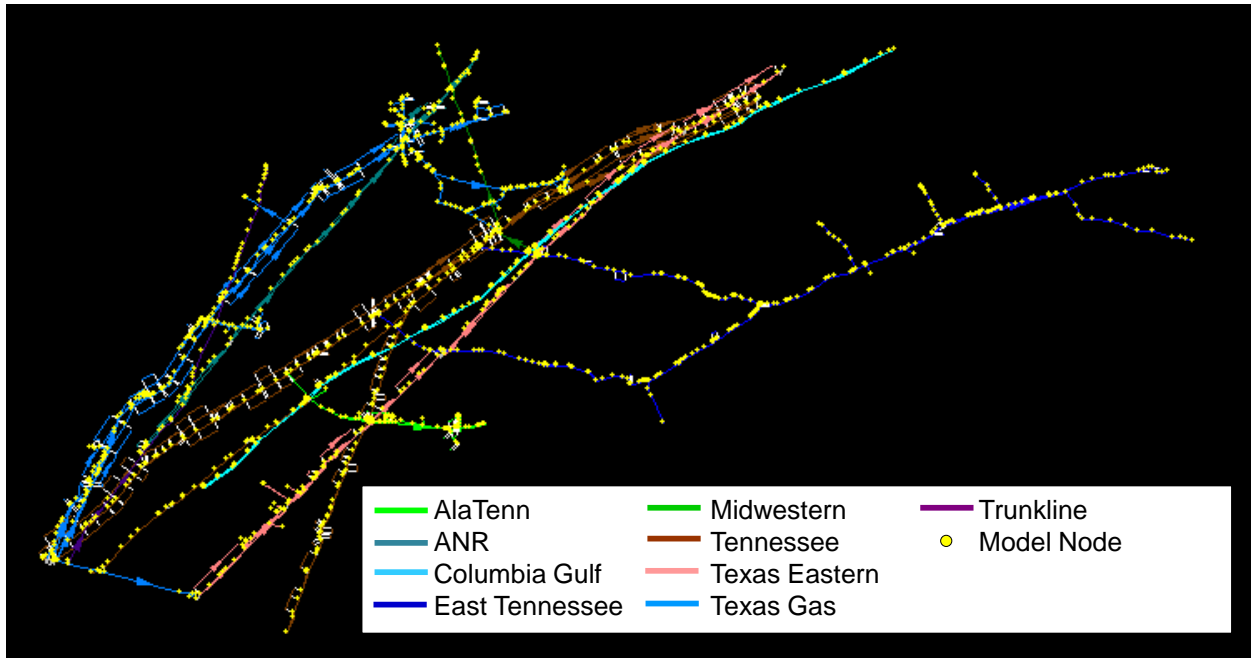 AlaTenn
ANR
Columbia Gulf
East Tennessee
Midwestern
Tennessee
Texas Eastern
Texas Gas
Trunkline
Model Node